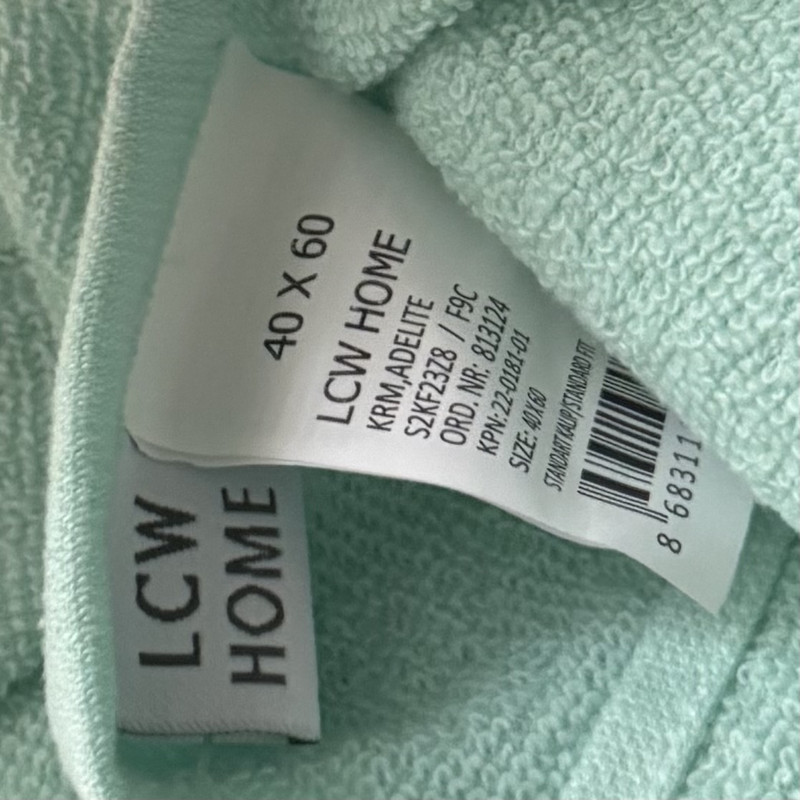 40 X 60
LCW HOME
KRM,ADELITE
S2KF23Z8 / F9C
ORD. NR: 813124
KPN: 22-0181-01
SIZE: 40X60
STANDART KALIP/STANDARD FIT
8 68311
LCW
HOME